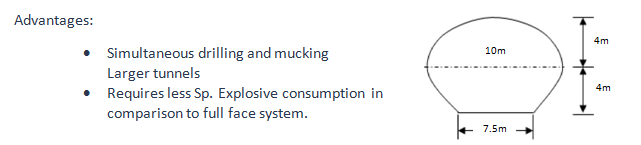 Advantages:
• Simultaneous drilling and mucking
Larger tunnels
• Requires less Sp. Explosive consumption in
comparison to full face system.
10m
4m
4m
7.5m